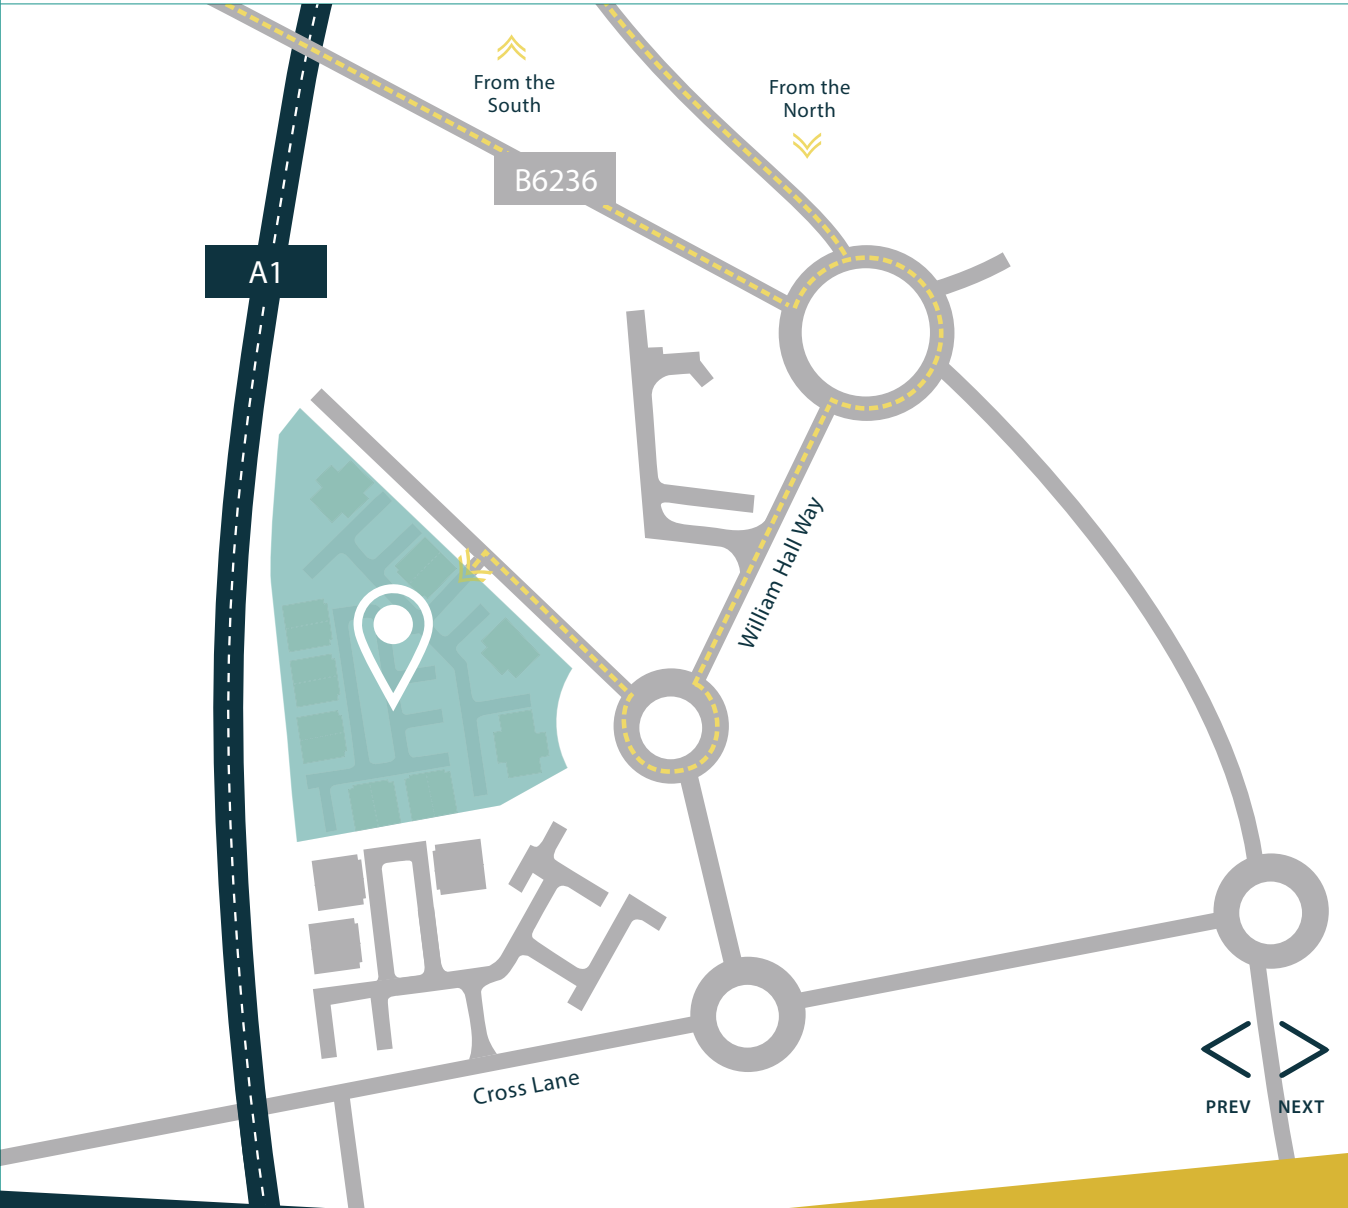 From the
South
From the
North
B6236
A1
William Hall Way
Cross Lane
PREV
NEXT